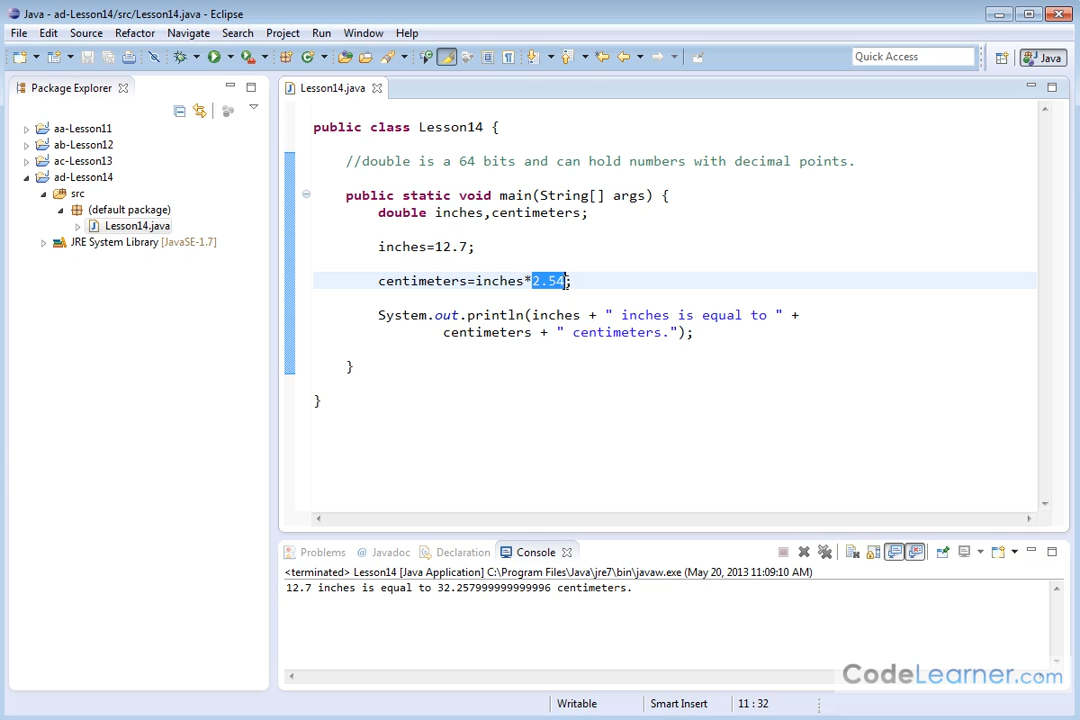 Java - ad-Lesson14/src/Lesson14.java - Eclipse
File Edit Source Refactor Navigate Search Project Run Window Help
Quick Access
Java
Package Explorer
Lesson14.java
aa-Lesson11
ab-Lesson12
ac-Lesson13
ad-Lesson14
src
(default package)
Lesson14.java
JRE System Library [JavaSE-1.7]
public class Lesson14 {
//double is a 64 bits and can hold numbers with decimal points.
public static void main(String[] args) {
double inches,centimeters;
inches=12.7;
centimeters=inches*2.54;
System.out.println(inches + " inches is equal to " +
centimeters + " centimeters.");
}
}
Problems @ Javadoc Declaration Console
<terminated> Lesson14 [Java Application] C:\Program Files\Java\jre7\bin\javaw.exe (May 20, 2013 11:09:10 AM)
12.7 inches is equal to 32.257999999999996 centimeters.
CodeLearner.com
Writable Smart Insert 11 : 32